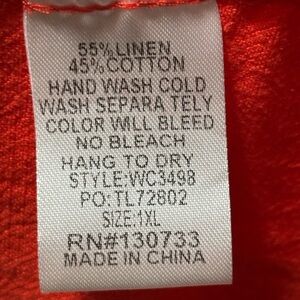 55% LINEN
45% COTTON
HAND WASH COLD
WASH SEPARA TELY
COLOR WILL BLEED
NO BLEACH
HANG TO DRY
STYLE:WC3498
PO:TL72802
SIZE:1XL
RN#130733
MADE IN CHINA